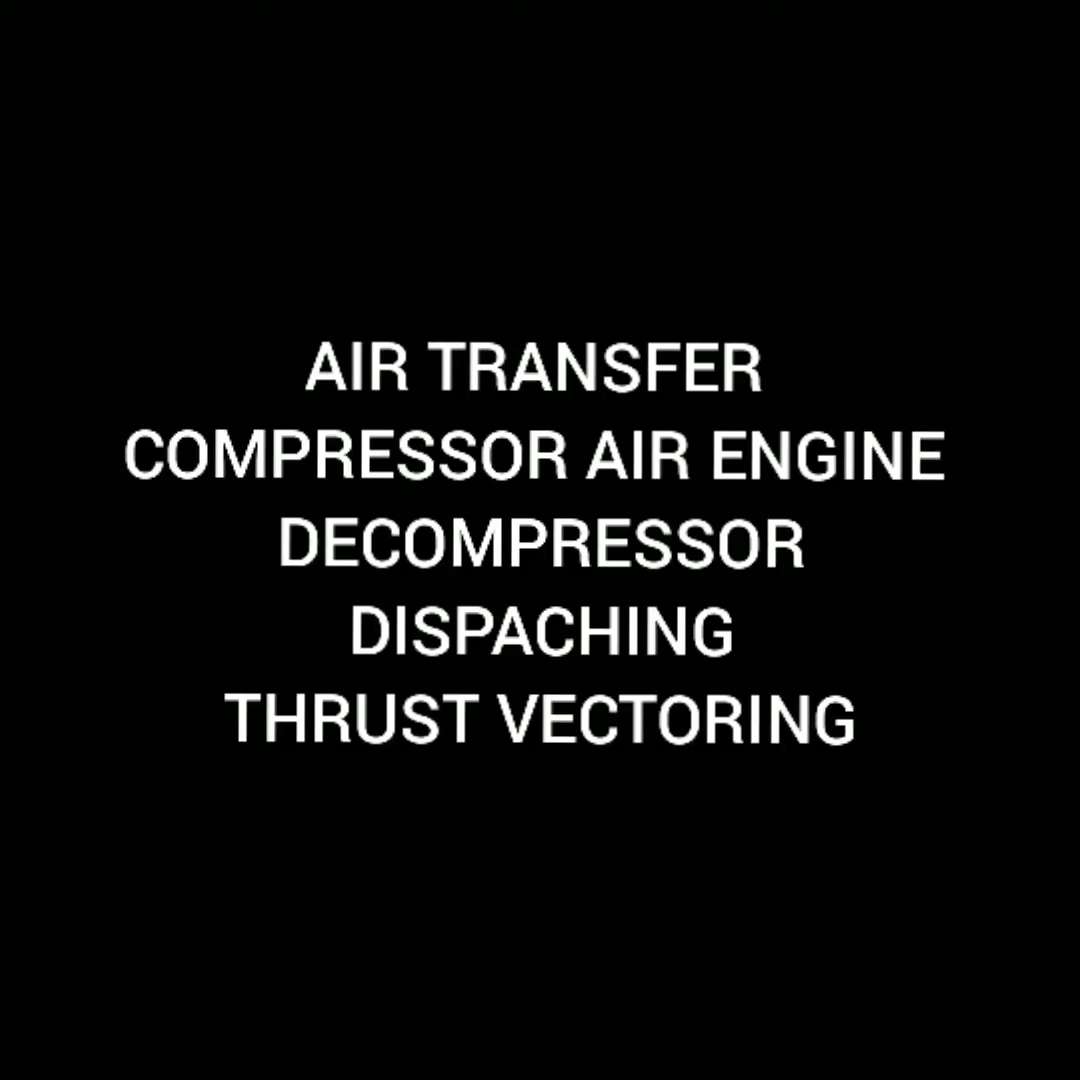 AIR TRANSFER
COMPRESSOR AIR ENGINE
DECOMPRESSOR
DISPACHING
THRUST VECTORING